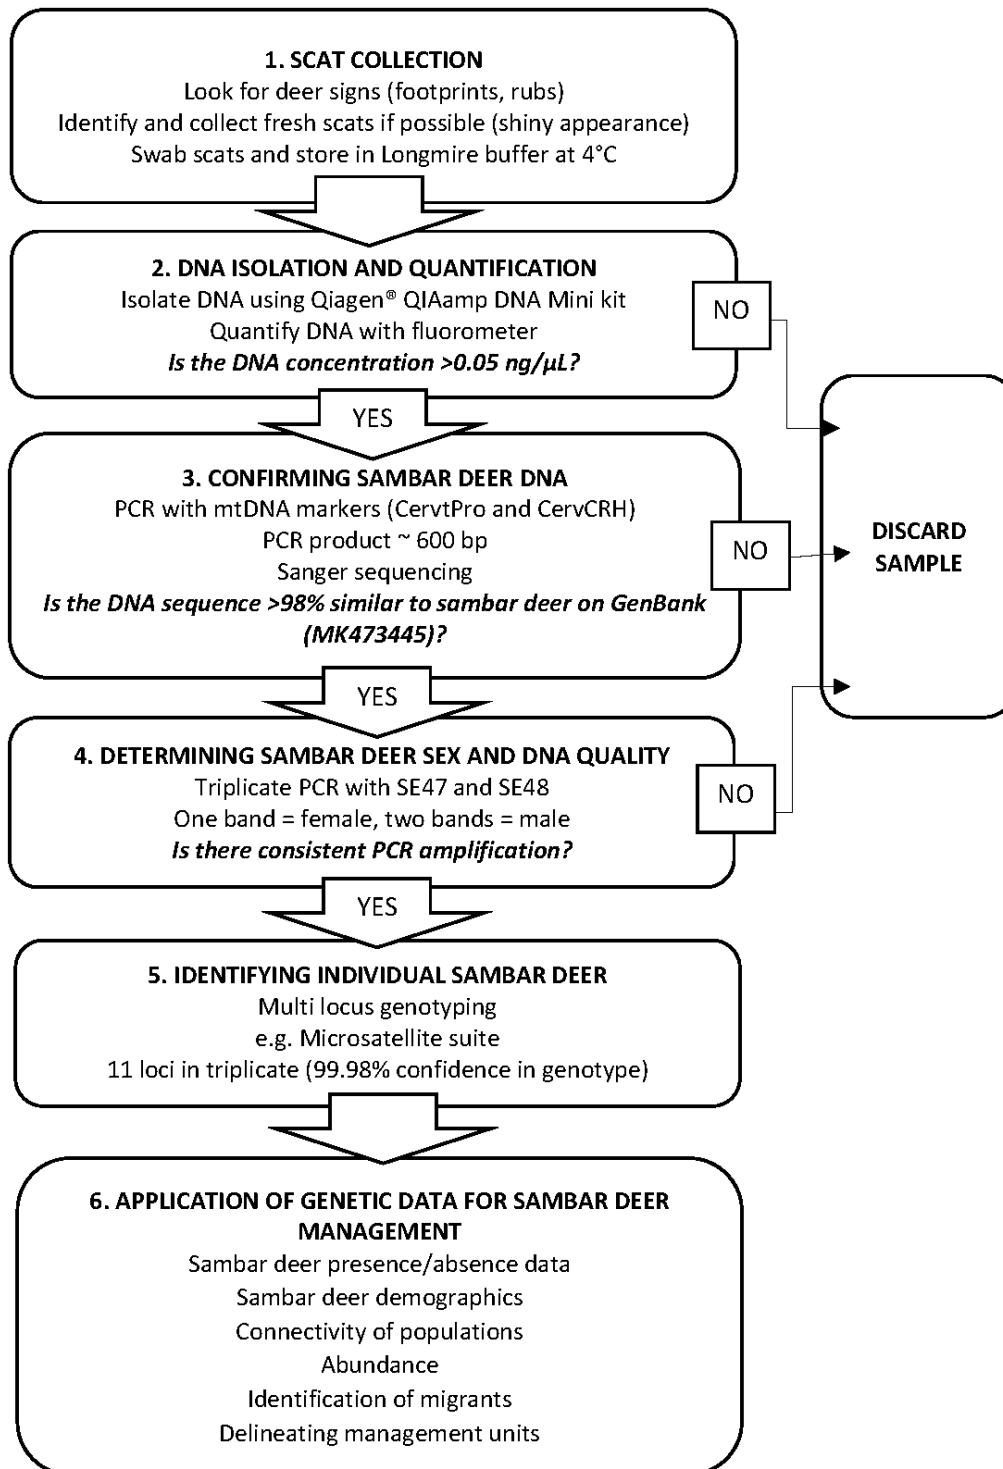 1. SCAT COLLECTION
Look for deer signs (footprints, rubs)
Identify and collect fresh scats if possible (shiny appearance)
Swab scats and store in Longmire buffer at 4°C
2. DNA ISOLATION AND QUANTIFICATION
Isolate DNA using Qiagen® QIAamp DNA Mini kit
Quantify DNA with fluorometer
Is the DNA concentration >0.05 ng/µL?
NO
YES
3. CONFIRMING SAMBAR DEER DNA
PCR with mtDNA markers (CervtPro and CervCRH)
PCR product ~ 600 bp
Sanger sequencing
Is the DNA sequence >98% similar to sambar deer on GenBank
(MK473445)?
NO
DISCARD
SAMPLE
YES
4. DETERMINING SAMBAR DEER SEX AND DNA QUALITY
Triplicate PCR with SE47 and SE48
One band = female, two bands = male
Is there consistent PCR amplification?
NO
YES
5. IDENTIFYING INDIVIDUAL SAMBAR DEER
Multi locus genotyping
e.g. Microsatellite suite
11 loci in triplicate (99.98% confidence in genotype)
6. APPLICATION OF GENETIC DATA FOR SAMBAR DEER
MANAGEMENT
Sambar deer presence/absence data
Sambar deer demographics
Connectivity of populations
Abundance
Identification of migrants
Delineating management units